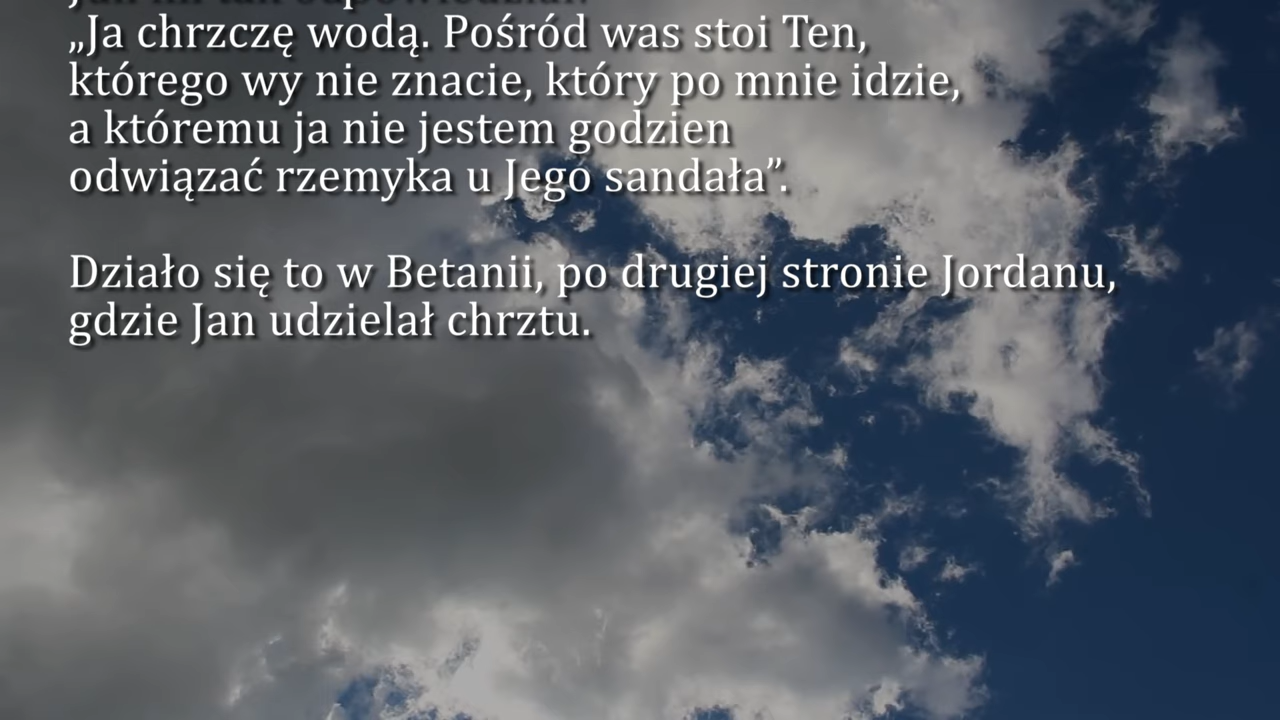 „Ja chrzczę wodą. Pośród was stoi Ten,
którego wy nie znacie, który po mnie idzie,
a któremu ja nie jestem godzien
odwiązać rzemyka u Jego sandała”.
Działo się to w Betanii, po drugiej stronie Jordanu,
gdzie Jan udzielał chrztu.